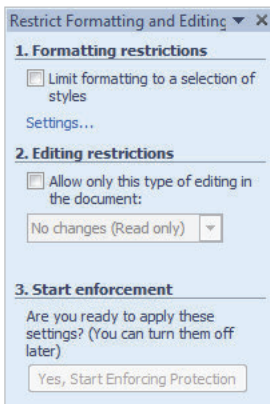 Restrict Formatting and Editing
1. Formatting restrictions
Limit formatting to a selection of
styles
Settings...
2. Editing restrictions
Allow only this type of editing in
the document:
No changes (Read only)
3. Start enforcement
Are you ready to apply these
settings? (You can turn them off
later)
Yes, Start Enforcing Protection